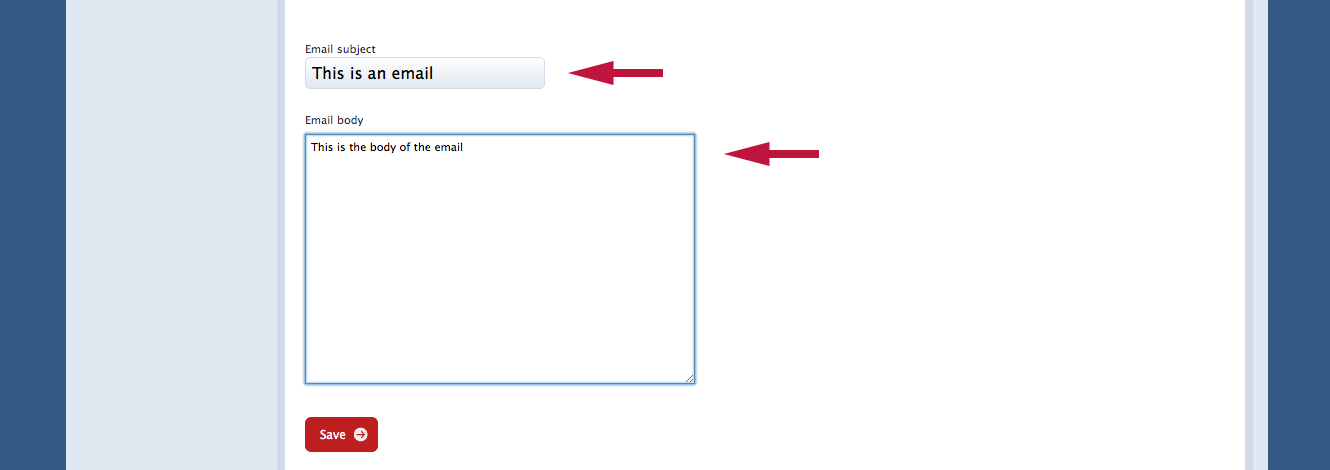 Email subject
This is an email
Email body
This is the body of the email
Save